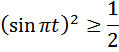 (sin πt)² ≥ 1/2